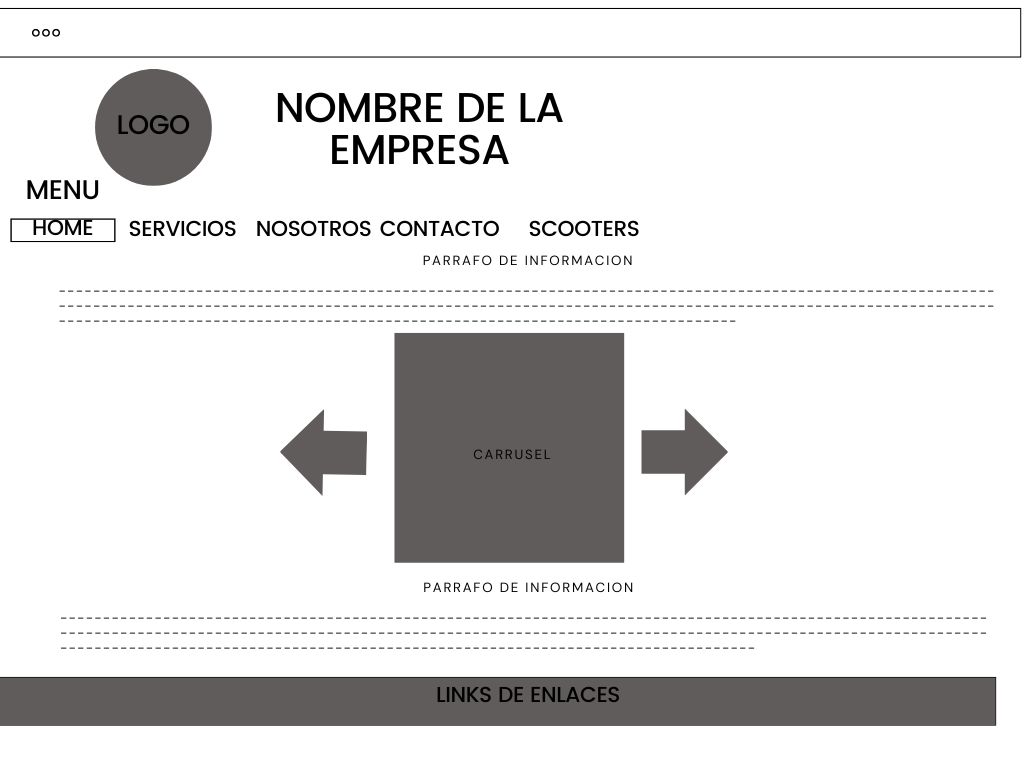 LOGO
NOMBRE DE LA
EMPRESA
MENU
HOME SERVICIOS NOSOTROS CONTACTO SCOOTERS
PARRAFO DE INFORMACION
CARRUSEL
PARRAFO DE INFORMACION
LINKS DE ENLACES